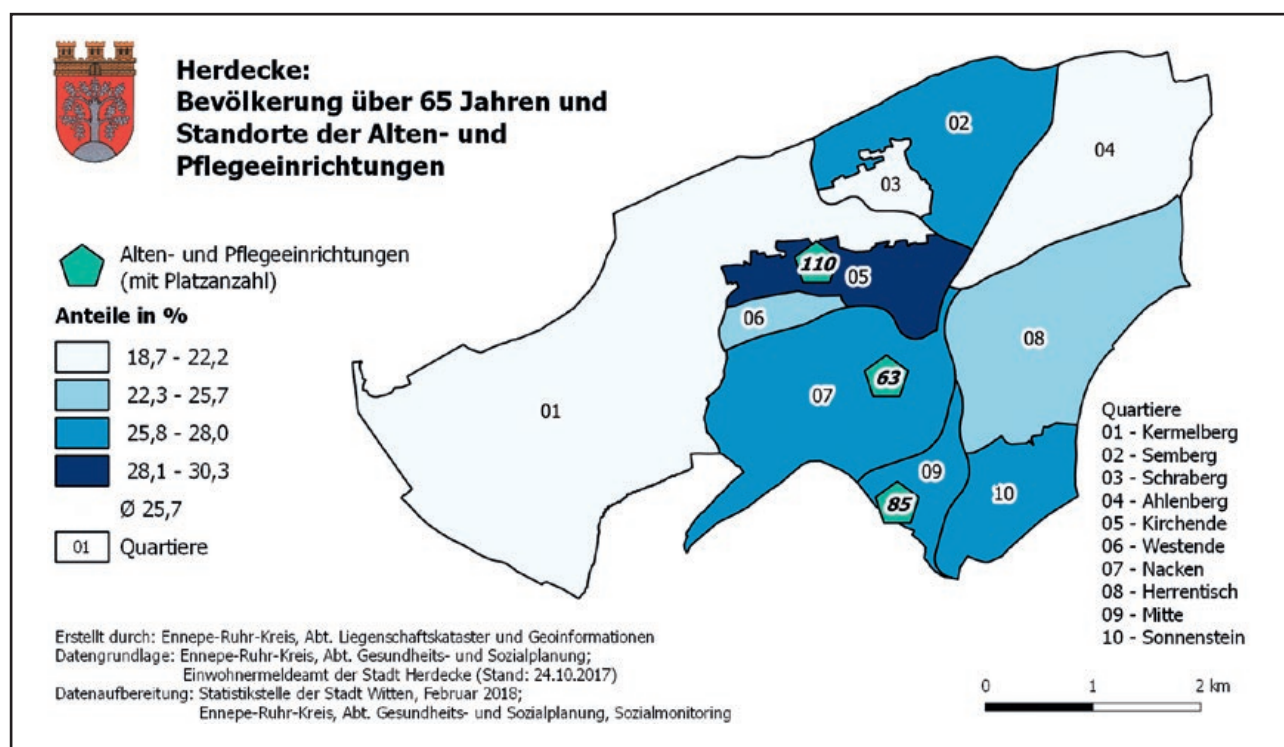 Herdecke:
Bevölkerung über 65 Jahren und
Standorte der Alten- und
Pflegeeinrichtungen
Alten- und Pflegeeinrichtungen
(mit Platzanzahl)
Anteile in %
18,7 - 22,2
22,3 - 25,7
25,8 - 28,0
28,1 - 30,3
Ø 25,7
01 Quartiere
02
04
03
110
05
06
08
63
07
01
09
10
85
Quartiere
01 - Kermelberg
02 - Semberg
03 - Schraberg
04 - Ahlenberg
05 - Kirchende
06 - Westende
07 - Nacken
08 - Herrentisch
09 - Mitte
10 - Sonnenstein
Erstellt durch: Ennepe-Ruhr-Kreis, Abt. Liegenschaftskataster und Geoinformationen
Datengrundlage: Ennepe-Ruhr-Kreis, Abt. Gesundheits- und Sozialplanung;
Einwohnermeldeamt der Stadt Herdecke (Stand: 24.10.2017)
Datenaufbereitung: Statistikstelle der Stadt Witten, Februar 2018;
Ennepe-Ruhr-Kreis, Abt. Gesundheits- und Sozialplanung, Sozialmonitoring
0 1 2 km